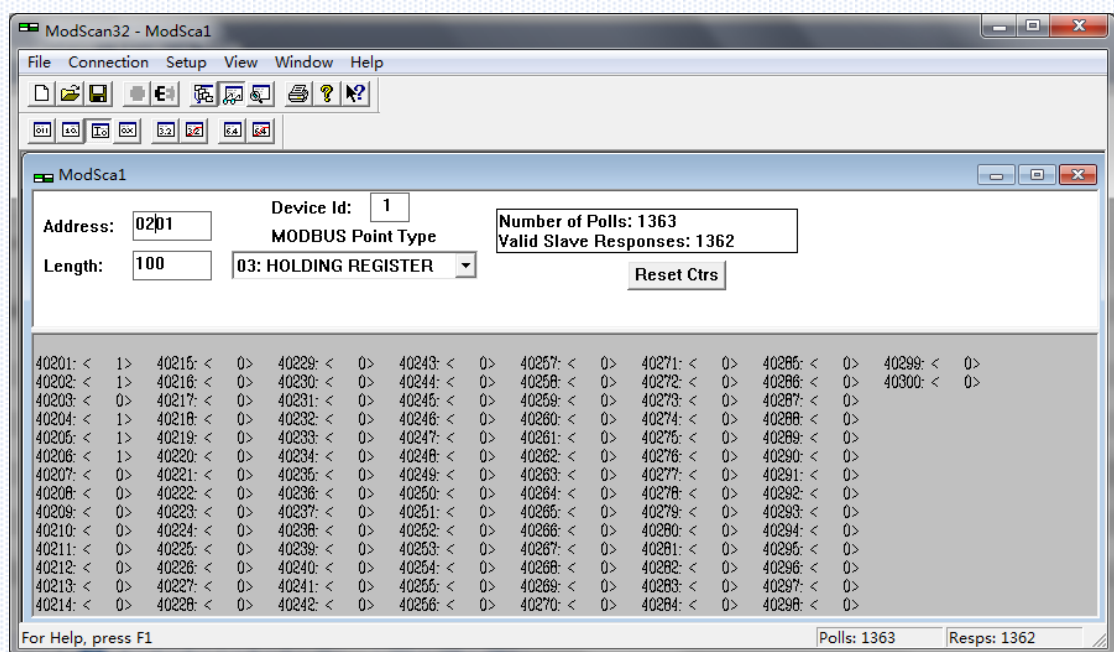 ModScan32 - ModSca1
File Connection Setup View Window Help
ModSca1
Address: 0201
Device Id: 1
MODBUS Point Type
Length: 100
03: HOLDING REGISTER
Number of Polls: 1363
Valid Slave Responses: 1362
Reset Ctrs
40201: < 1> 40215: < 0> 40229: < 0> 40243: < 0> 40257: < 0> 40271: < 0> 40285: < 0> 40299: < 0>
40202: < 1> 40216: < 0> 40230: < 0> 40244: < 0> 40258: < 0> 40272: < 0> 40286: < 0> 40300: < 0>
40203: < 0> 40217: < 0> 40231: < 0> 40245: < 0> 40259: < 0> 40273: < 0> 40287: < 0>
40204: < 1> 40218: < 0> 40232: < 0> 40246: < 0> 40260: < 0> 40274: < 0> 40288: < 0>
40205: < 1> 40219: < 0> 40233: < 0> 40247: < 0> 40261: < 0> 40275: < 0> 40289: < 0>
40206: < 1> 40220: < 0> 40234: < 0> 40248: < 0> 40262: < 0> 40276: < 0> 40290: < 0>
40207: < 0> 40221: < 0> 40235: < 0> 40249: < 0> 40263: < 0> 40277: < 0> 40291: < 0>
40208: < 0> 40222: < 0> 40236: < 0> 40250: < 0> 40264: < 0> 40278: < 0> 40292: < 0>
40209: < 0> 40223: < 0> 40237: < 0> 40251: < 0> 40265: < 0> 40279: < 0> 40293: < 0>
40210: < 0> 40224: < 0> 40238: < 0> 40252: < 0> 40266: < 0> 40280: < 0> 40294: < 0>
40211: < 0> 40225: < 0> 40239: < 0> 40253: < 0> 40267: < 0> 40281: < 0> 40295: < 0>
40212: < 0> 40226: < 0> 40240: < 0> 40254: < 0> 40268: < 0> 40282: < 0> 40296: < 0>
40213: < 0> 40227: < 0> 40241: < 0> 40255: < 0> 40269: < 0> 40283: < 0> 40297: < 0>
40214: < 0> 40228: < 0> 40242: < 0> 40256: < 0> 40270: < 0> 40284: < 0> 40298: < 0>
For Help, press F1
Polls: 1363
Resps: 1362